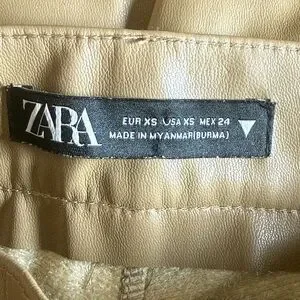 ZARA
EUR XS USA XS MEX 24
MADE IN MYANMAR(BURMA)